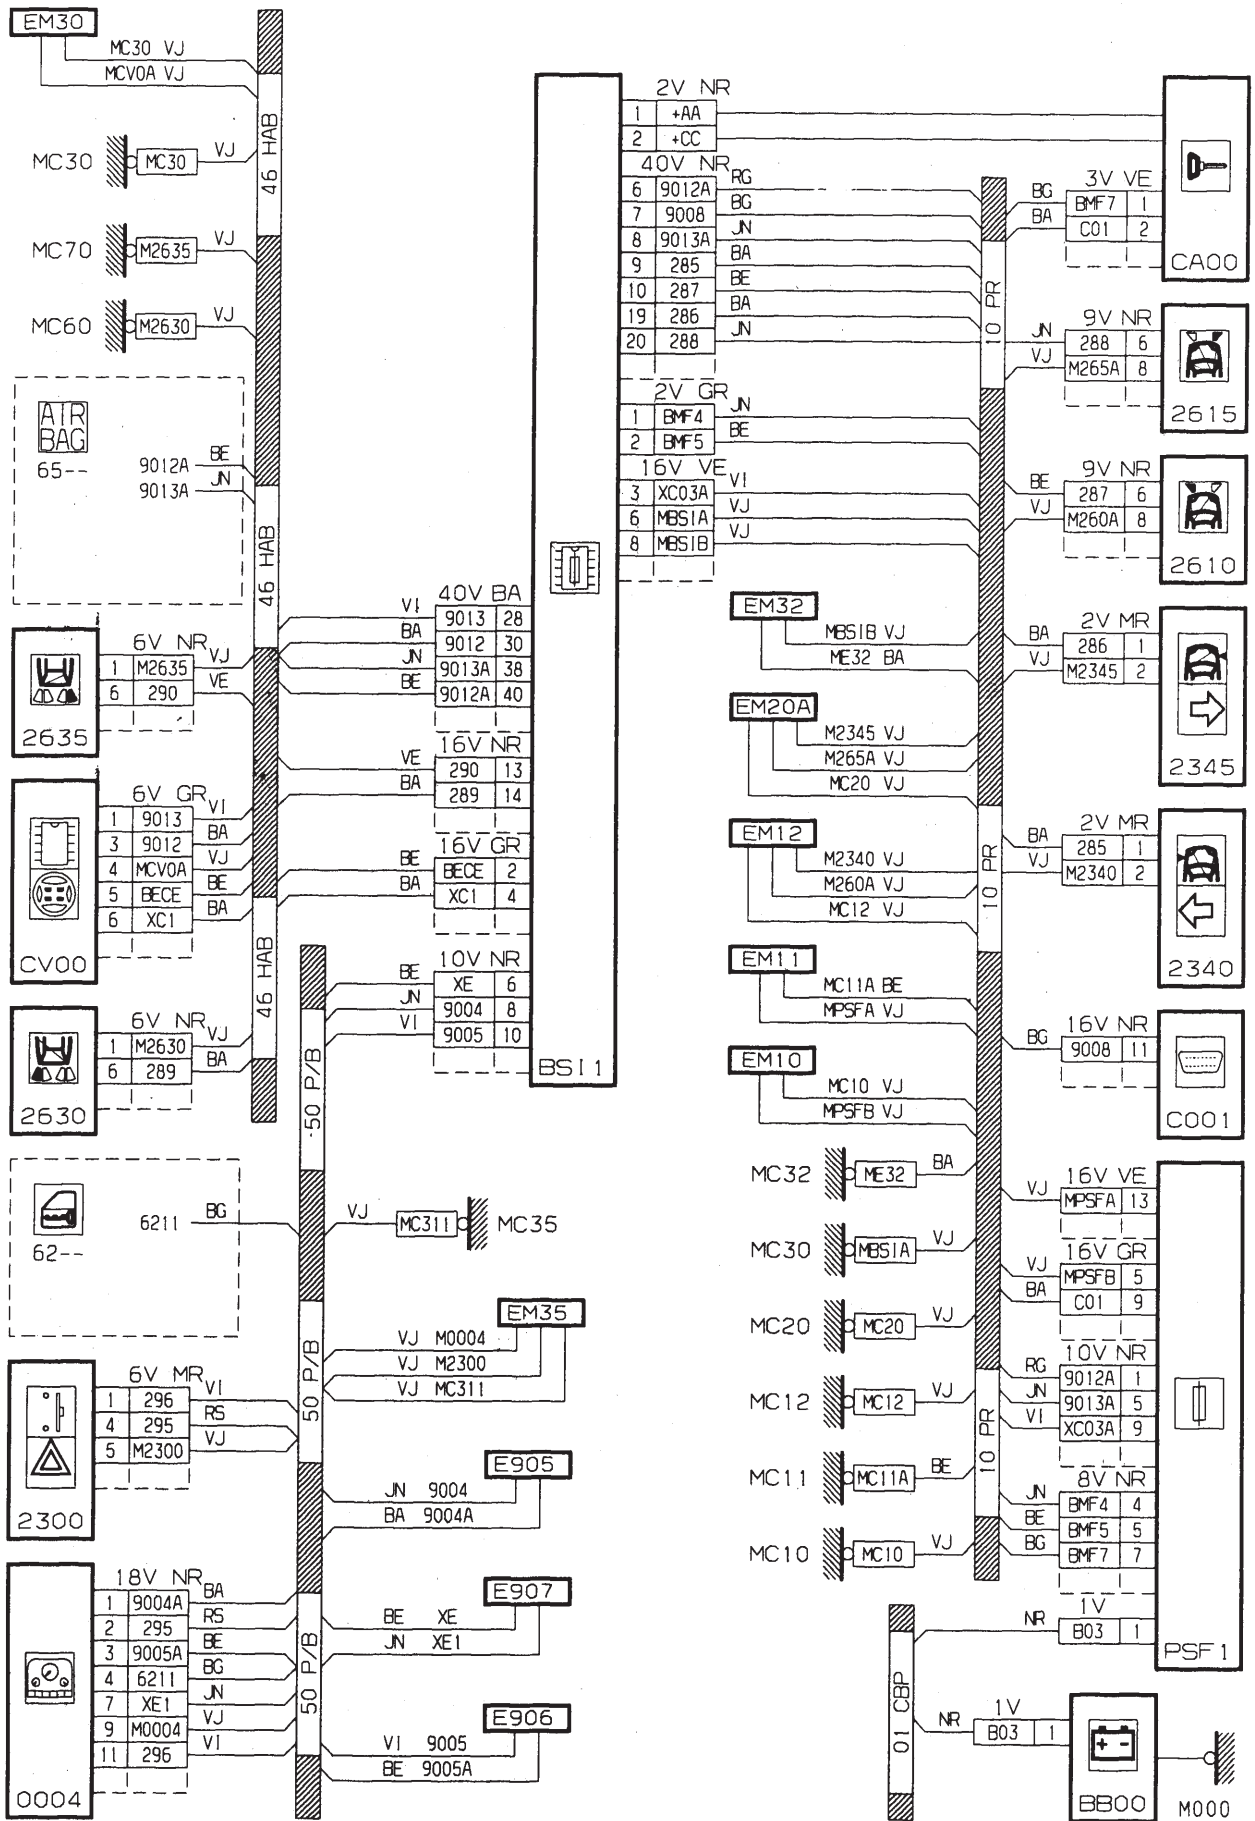 EM30
MC30 VJ
MCV0A VJ
MC30
MC30
VJ
46 HAB
MC70
M2635
VJ
MC60
M2630
VJ
AIR
BAG
65--
9012A BE
9013A JN
46 HAB
6V NR
1 M2635 VJ
6 290 VE
2635
6V GR
1 9013 VI
3 9012 BA
4 MCV0A VJ
5 BECE BE
6 XC1 BA
CV00
46 HAB
6V NR
1 M2630 VJ
6 289 BA
2630
62--
6211 BG
6V MR
1 296 VI
4 295 RS
5 M2300 VJ
2300
18V NR
1 9004A BA
2 295 RS
3 9005A BE
4 6211 BG
7 XE1 JN
9 M0004 VJ
11 296 VI
0004
40V BA
VI 9013 28
BA 9012 30
JN 9013A 38
BE 9012A 40
16V NR
VE 290 13
BA 289 14
16V GR
BE BECE 2
BA XC1 4
10V NR
BE XE 6
JN 9004 8
VI 9005 10
BSI1
50 P/B
VJ MC311 MC35
EM35
VJ M0004
VJ M2300
VJ MC311
50 P/B
E905
JN 9004
BA 9004A
E907
BE XE
JN XE1
50 P/B
E906
VI 9005
BE 9005A
2V NR
1 +AA
2 +CC
40V NR
6 9012A RG
7 9008 BG
8 9013A JN
9 285 BA
10 287 BE
19 286 BA
20 288 JN
2V GR
1 BMF4 JN
2 BMF5 BE
16V VE
3 XC03A VI
6 MBSIA VJ
8 MBSIB VJ
10 PR
EM32
MBSIB VJ
ME32 BA
EM20A
M2345 VJ
M265A VJ
MC20 VJ
EM12
M2340 VJ
M260A VJ
MC12 VJ
10 PR
EM11
MC11A BE
MPSFA VJ
EM10
MC10 VJ
MPSFB VJ
MC32 ME32 BA
MC30 MBSIA VJ
MC20 MC20 VJ
MC12 MC12 VJ
10 PR
MC11 MC11A BE
MC10 MC10 VJ
3V VE
BG BMF7 1
BA C01 2
CA00
9V NR
JN 288 6
VJ M265A 8
2615
9V NR
BE 287 6
VJ M260A 8
2610
2V MR
BA 286 1
VJ M2345 2
2345
2V MR
BA 285 1
VJ M2340 2
2340
16V NR
BG 9008 11
C001
16V VE
VJ MPSFA 13
16V GR
VJ MPSFB 5
BA C01 9
10V NR
RG 9012A 1
JN 9013A 5
VI XC03A 9
8V NR
JN BMF4 4
BE BMF5 5
BG BMF7 7
1V
NR B03 1
PSF1
01 CBP
1V
NR B03 1
+ -
BB00
M000